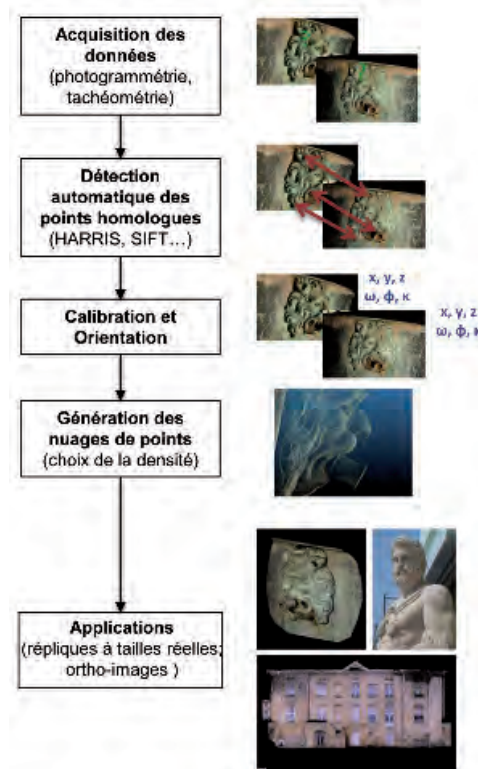 Acquisition des
données
(photogrammétrie,
tachéométrie)
Détection
automatique des
points homologues
(HARRIS, SIFT...)
x, y, z
ω, ϕ, κ
x, y, z
ω, ϕ, κ
Calibration et
Orientation
Génération des
nuages de points
(choix de la densité)
Applications
(répliques à tailles réelles;
ortho-images )